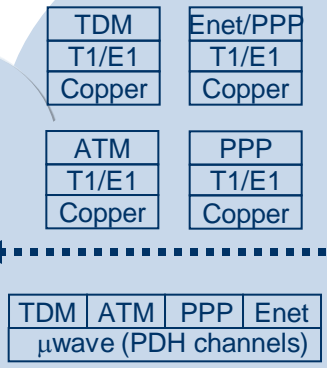 TDM Enet/PPP
T1/E1 T1/E1
Copper Copper
ATM PPP
T1/E1 T1/E1
Copper Copper
TDM ATM PPP Enet
μwave (PDH channels)